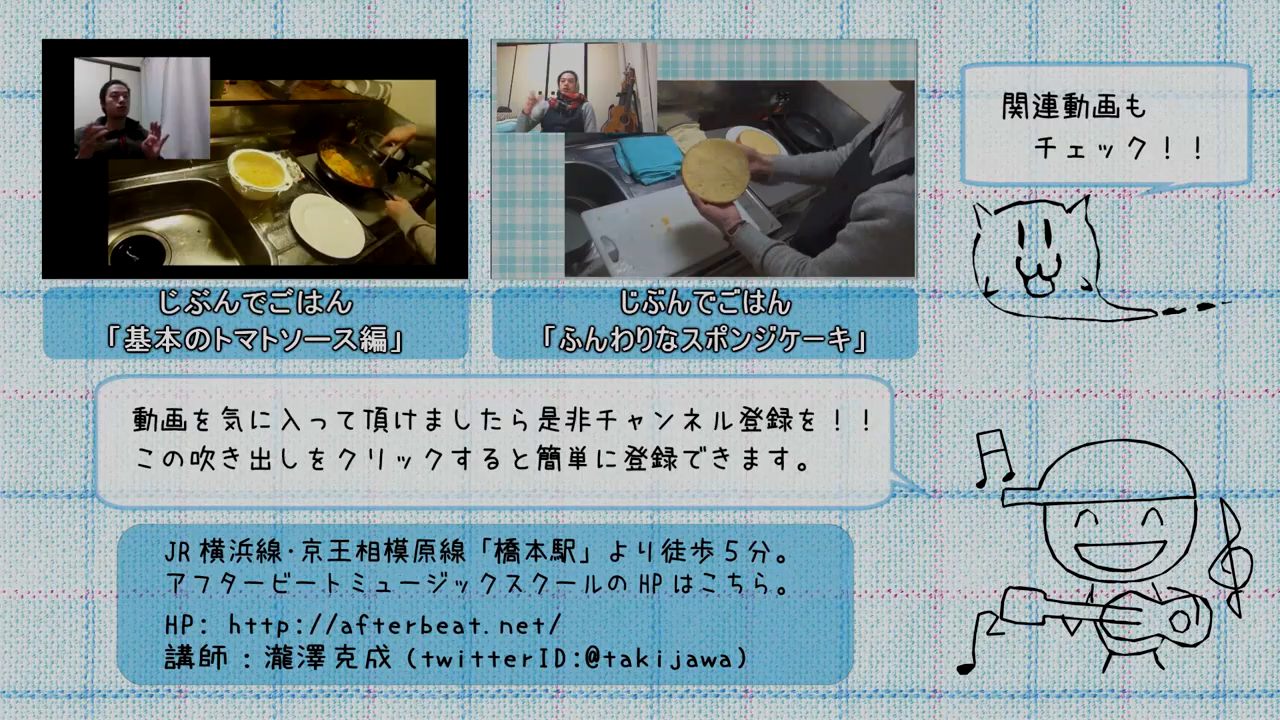 関連動画も
チェック！！
じぶんでごはん
「基本のトマトソース編」
じぶんでごはん
「ふんわりなスポンジケーキ」
動画を気に入って頂けましたら是非チャンネル登録を！！
この吹き出しをクリックすると簡単に登録できます。
JR横浜線・京王相模原線「橋本駅」より徒歩5分。
アフタービートミュージックスクールのHPはこちら。
HP: http://afterbeat.net/
講師：瀧澤克成（twitterID:@takijawa）